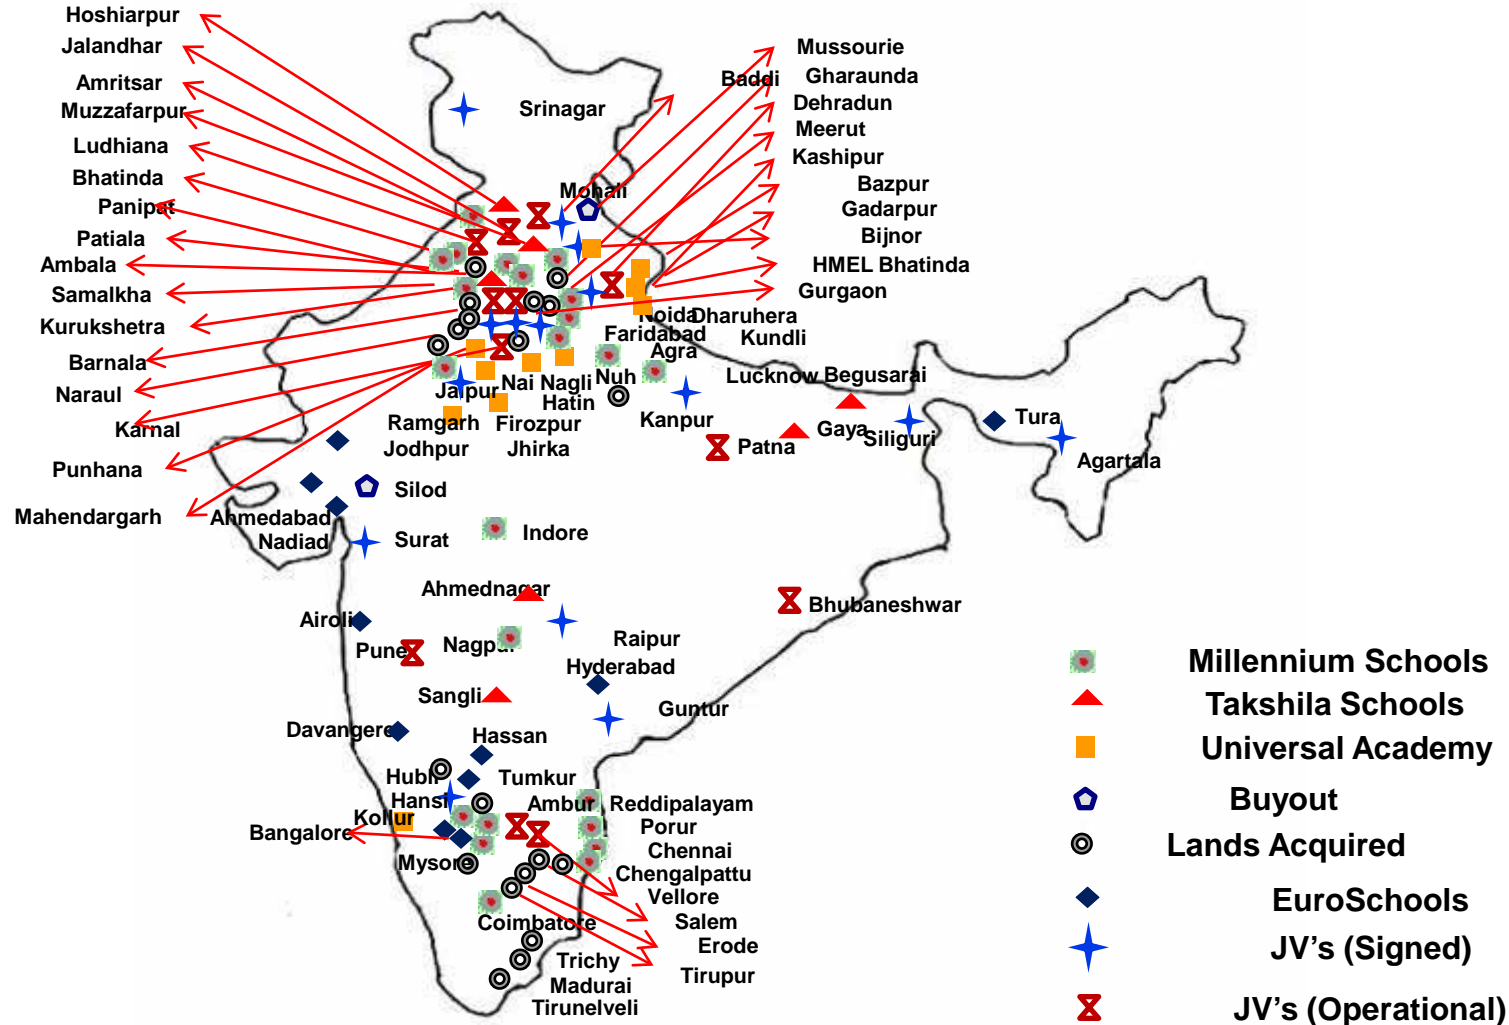 Hoshiarpur
Jalandhar
Amritsar
Muzzafarpur
Ludhiana
Bhatinda
Panipat
Patiala
Ambala
Samalkha
Kurukshetra
Barnala
Naraul
Karnal
Punhana
Mahendargarh
Srinagar
Mohali
Baddi
Mussourie
Gharaunda
Dehradun
Meerut
Kashipur
Bazpur
Gadarpur
Bijnor
HMEL Bhatinda
Gurgaon
Noida
Dharuhera
Faridabad
Kundli
Agra
Lucknow
Begusarai
Jaipur
Nai Nagli
Nuh
Hatin
Kanpur
Ramgarh
Firozpur
Jodhpur
Jhirka
Patna
Gaya
Siliguri
Tura
Agartala
Silod
Ahmedabad
Nadiad
Surat
Indore
Ahmednagar
Bhubaneshwar
Airoli
Pune
Nagpur
Raipur
Hyderabad
Sangli
Guntur
Davangere
Hassan
Hubli
Tumkur
Hansi
Ambur
Reddipalayam
Kollur
Porur
Bangalore
Chennai
Mysore
Chengalpattu
Vellore
Coimbatore
Salem
Erode
Trichy
Tirupur
Madurai
Tirunelveli
Millennium Schools
Takshila Schools
Universal Academy
Buyout
Lands Acquired
EuroSchools
JV’s (Signed)
JV’s (Operational)